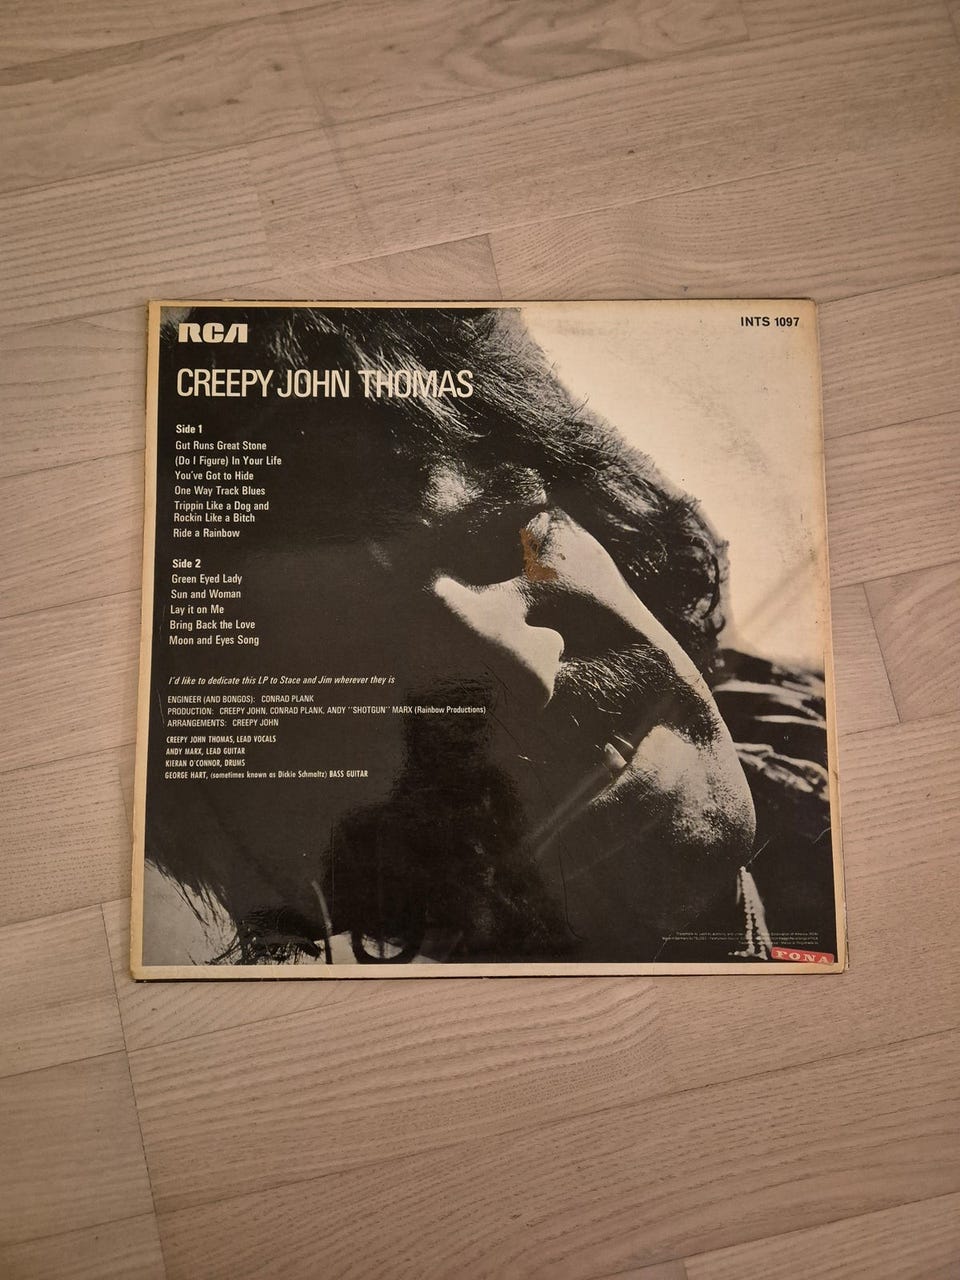 RCA
INTS 1097
CREEPY JOHN THOMAS
Side 1
Gut Runs Great Stone
(Do I Figure) In Your Life
You've Got to Hide
One Way Track Blues
Trippin Like a Dog and
Rockin Like a Bitch
Ride a Rainbow
Side 2
Green Eyed Lady
Sun and Woman
Lay it on Me
Bring Back the Love
Moon and Eyes Song
I'd like to dedicate this LP to Stace and Jim wherever they is
ENGINEER (AND BONGOS): CONRAD PLANK
PRODUCTION: CREEPY JOHN, CONRAD PLANK, ANDY "SHOTGUN" MARX (Rainbow Productions)
ARRANGEMENTS: CREEPY JOHN
CREEPY JOHN THOMAS, LEAD VOCALS
ANDY MARX, LEAD GUITAR
KIERAN O'CONNOR, DRUMS
GEORGE HART, (sometimes known as Dickie Schmoltz) BASS GUITAR
FONA